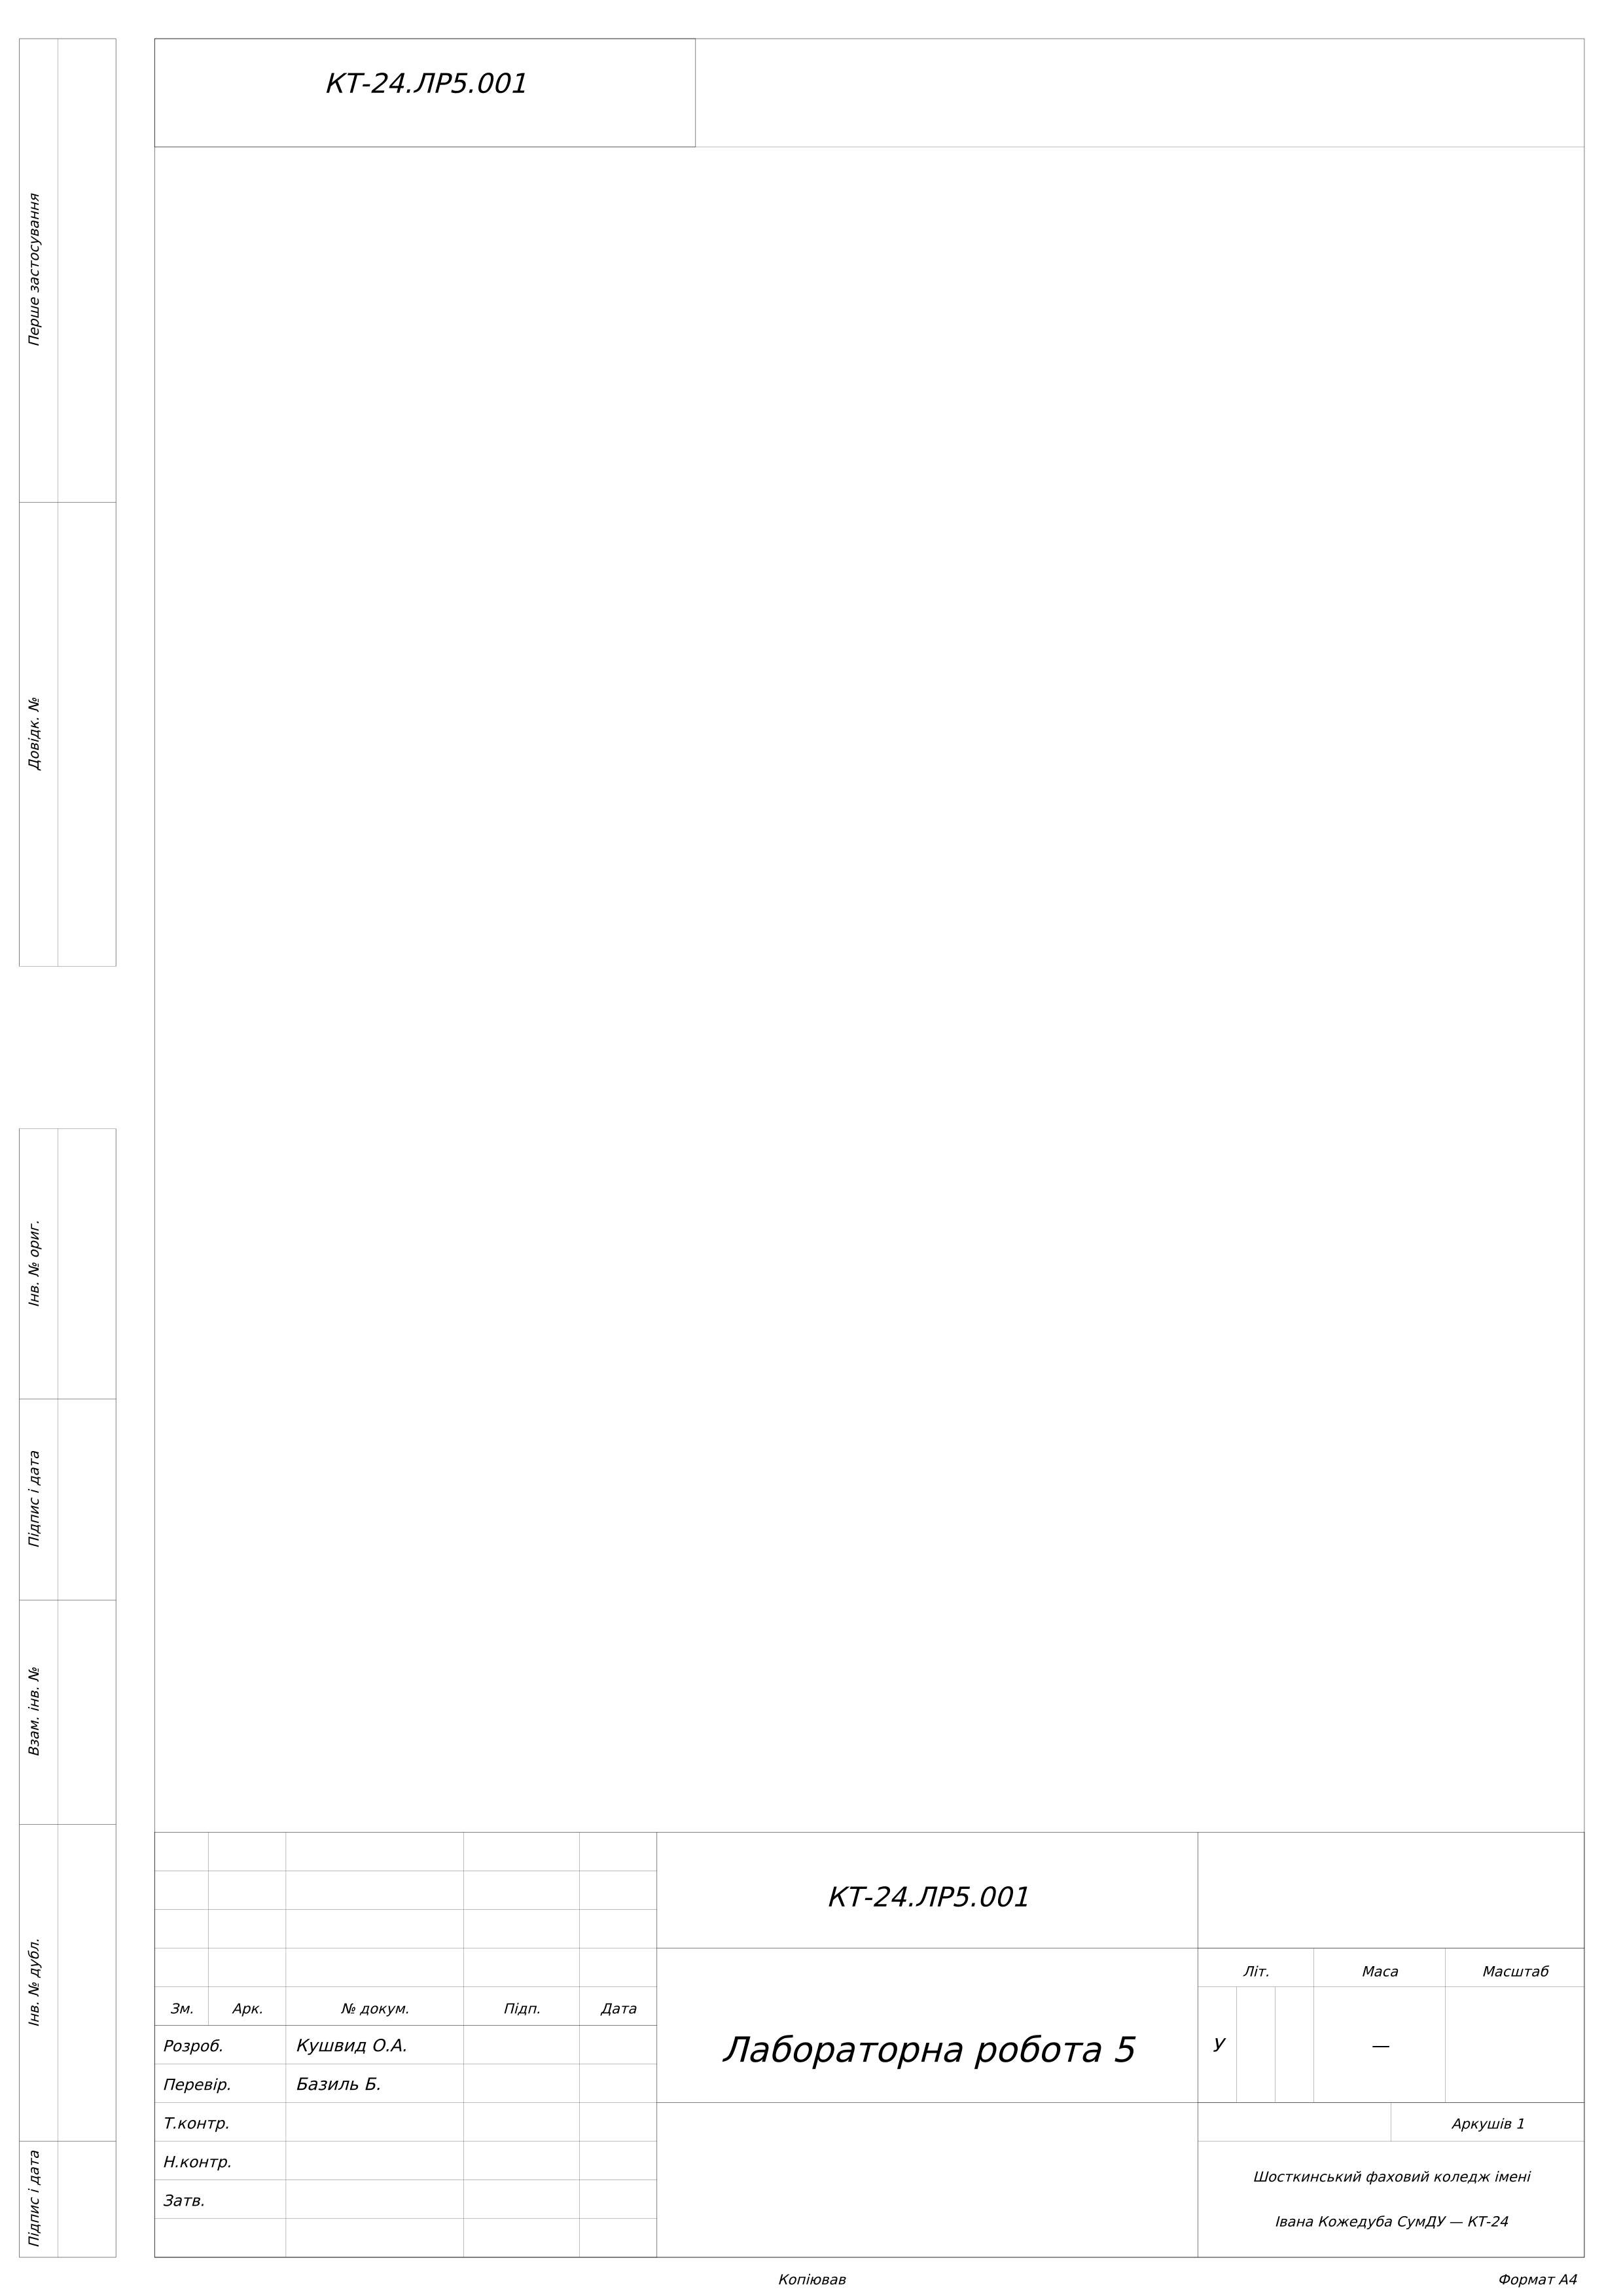 КТ-24.ЛР5.001
Перше застосування
Довідк. №
Інв. № ориг.
Підпис і дата
Взам. інв. №
Інв. № дубл.
Підпис і дата
КТ-24.ЛР5.001
Літ. Маса Масштаб
Зм. Арк. № докум. Підп. Дата
Розроб. Кушвид О.А.
Лабораторна робота 5
У —
Перевір. Базиль Б.
Т.контр.
Аркушів 1
Н.контр.
Шосткинський фаховий коледж імені
Затв.
Івана Кожедуба СумДУ — КТ-24
Копіював Формат А4